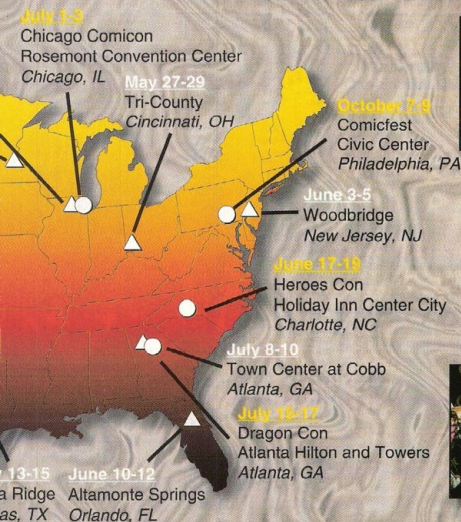 July 1-3
Chicago Comicon
Rosemont Convention Center
Chicago, IL
May 27-29
Tri-County
Cincinnati, OH
October 7-9
Comicfest
Civic Center
Philadelphia, PA
June 3-5
Woodbridge
New Jersey, NJ
June 17-19
Heroes Con
Holiday Inn Center City
Charlotte, NC
July 8-10
Town Center at Cobb
Atlanta, GA
July 15-17
Dragon Con
Atlanta Hilton and Towers
Atlanta, GA
13-15
a Ridge
as, TX
June 10-12
Altamonte Springs
Orlando, FL